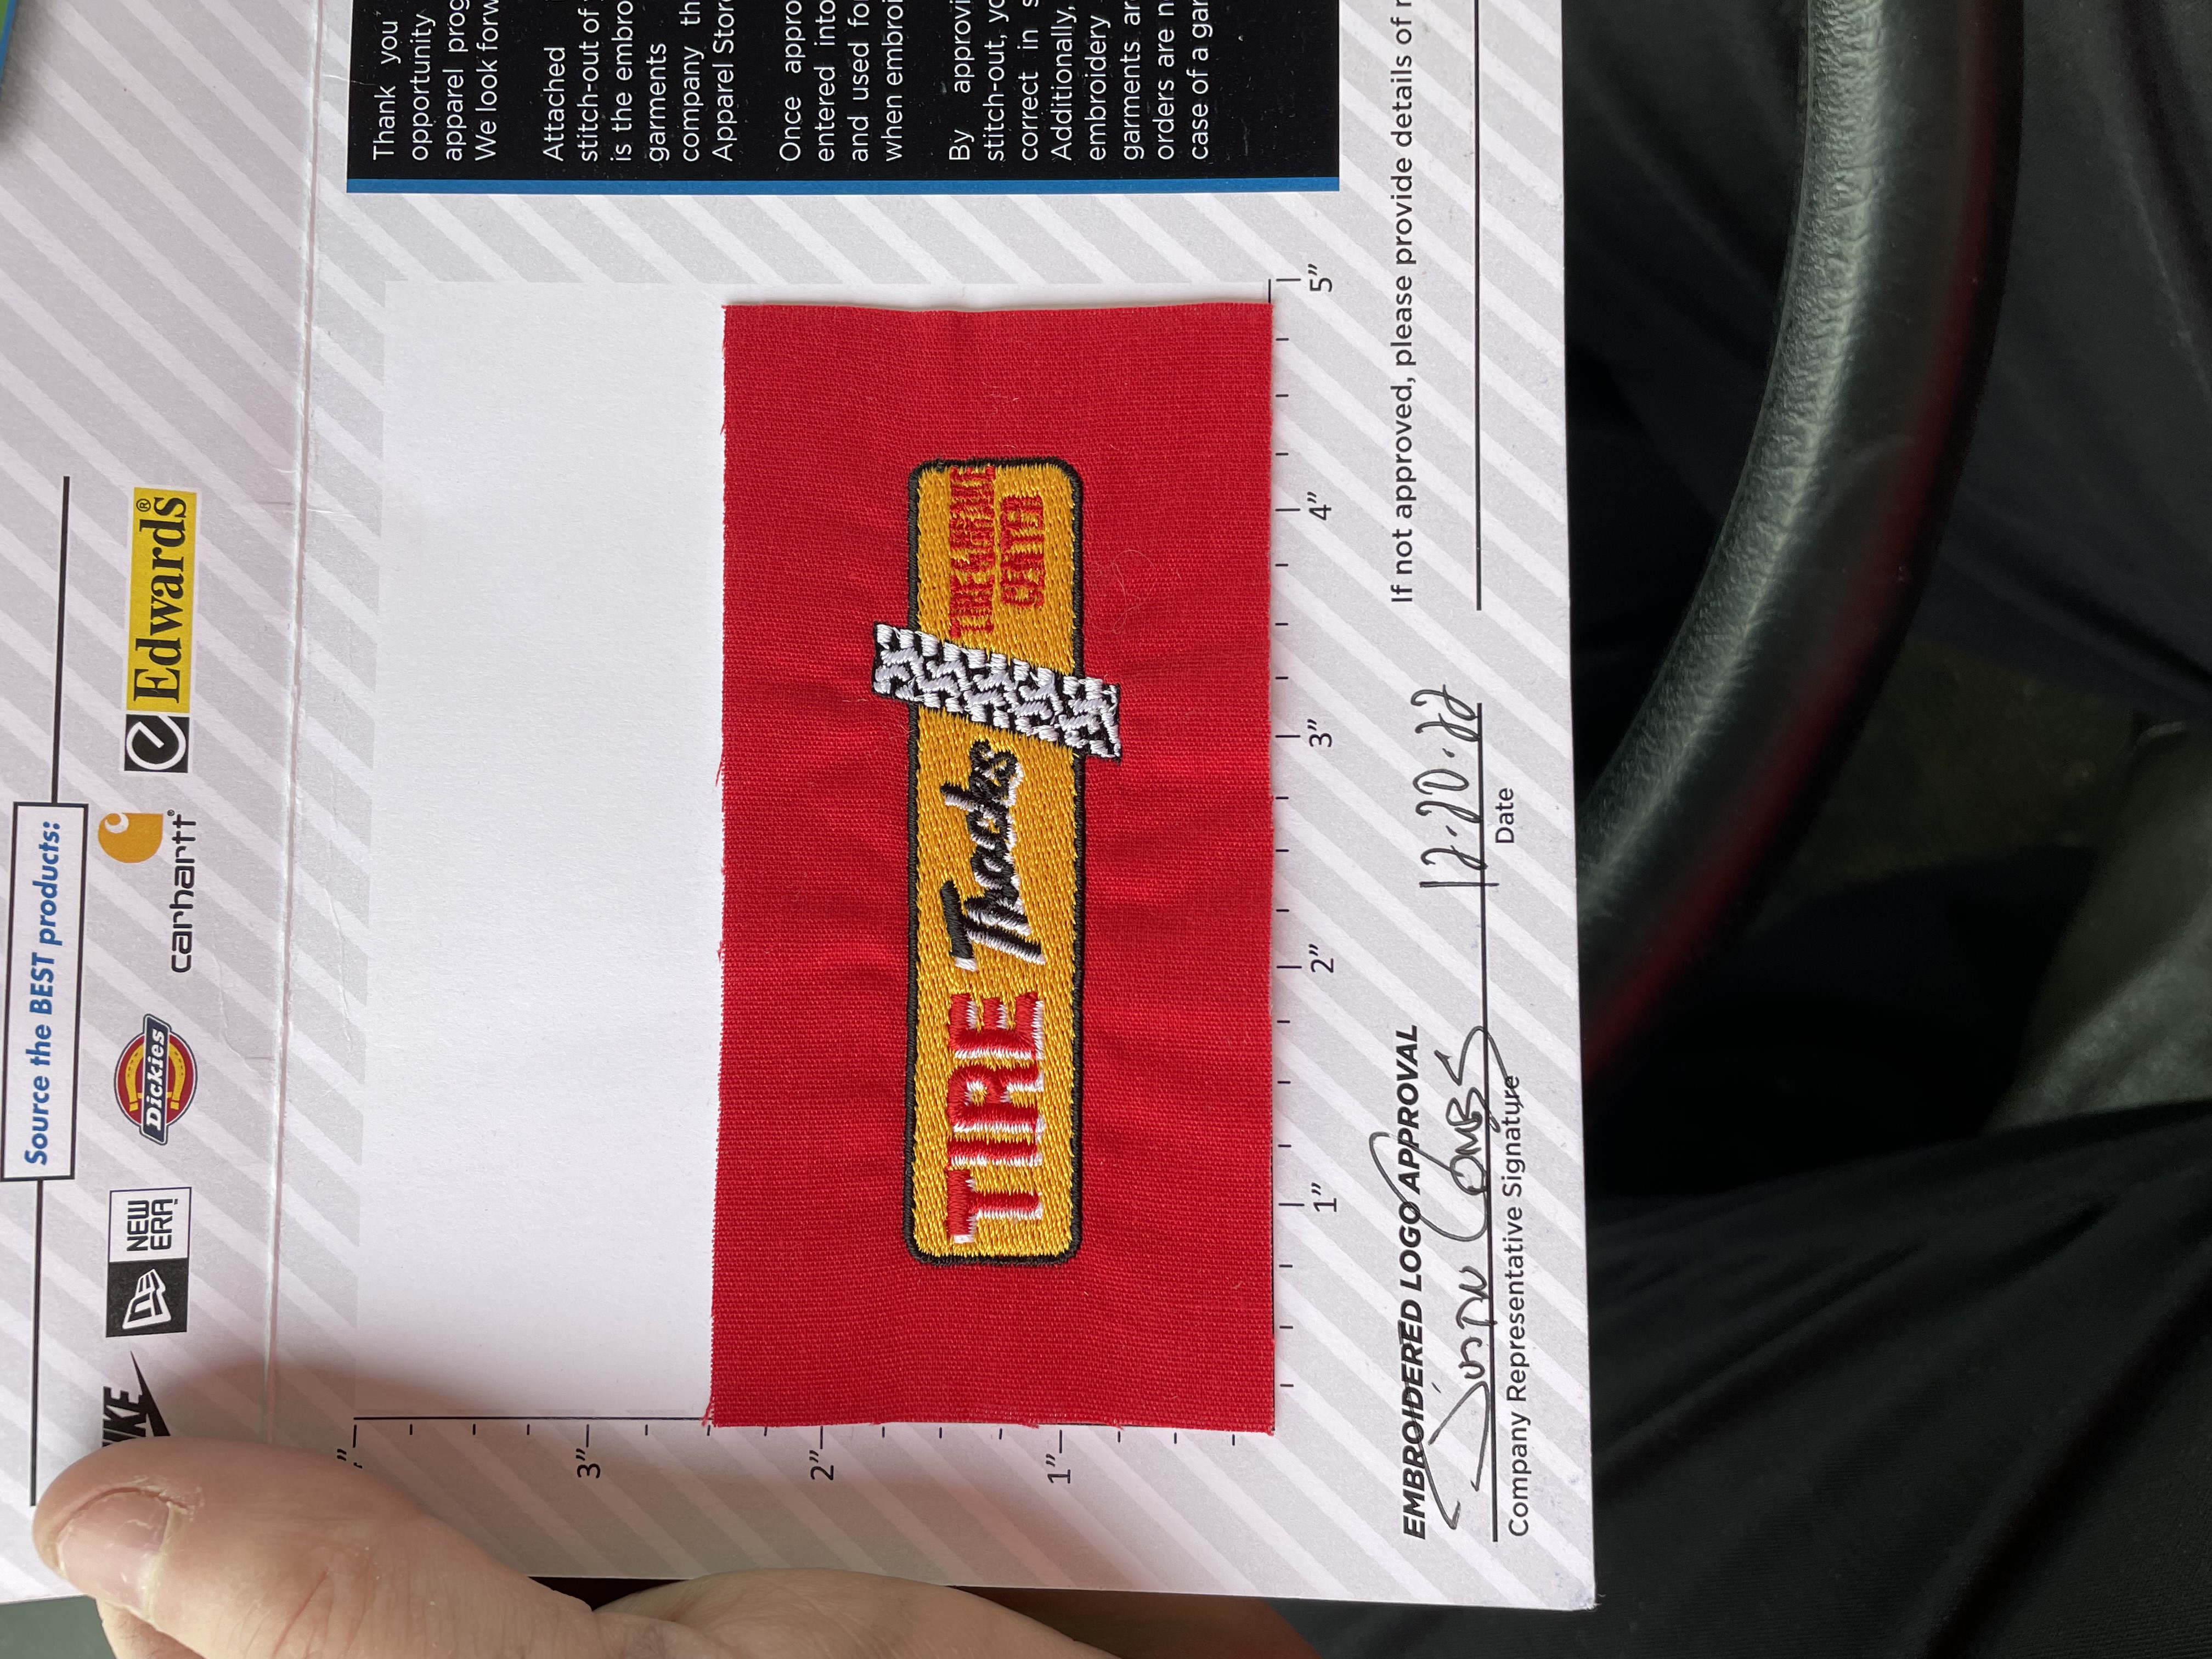 Source the BEST products:
NEW
ERA
Dickies
carhartt
Edwards®
Thank you
opportunity
apparel prog
We look forw
Attached
stitch-out of
is the embro
garments
company th
Apparel Stor
Once appro
entered into
and used for
when embroi
By approvi
stitch-out, yo
correct in s
Additionally,
embroidery
garments ar
orders are n
case of a gar
3"
2"
1"
TIRE Tracks
TIRE & BRAKE
CENTER
1" 2" 3" 4" 5"
EMBROIDERED LOGO APPROVAL
If not approved, please provide details of
Justin Combs 12-20-22
Company Representative Signature Date